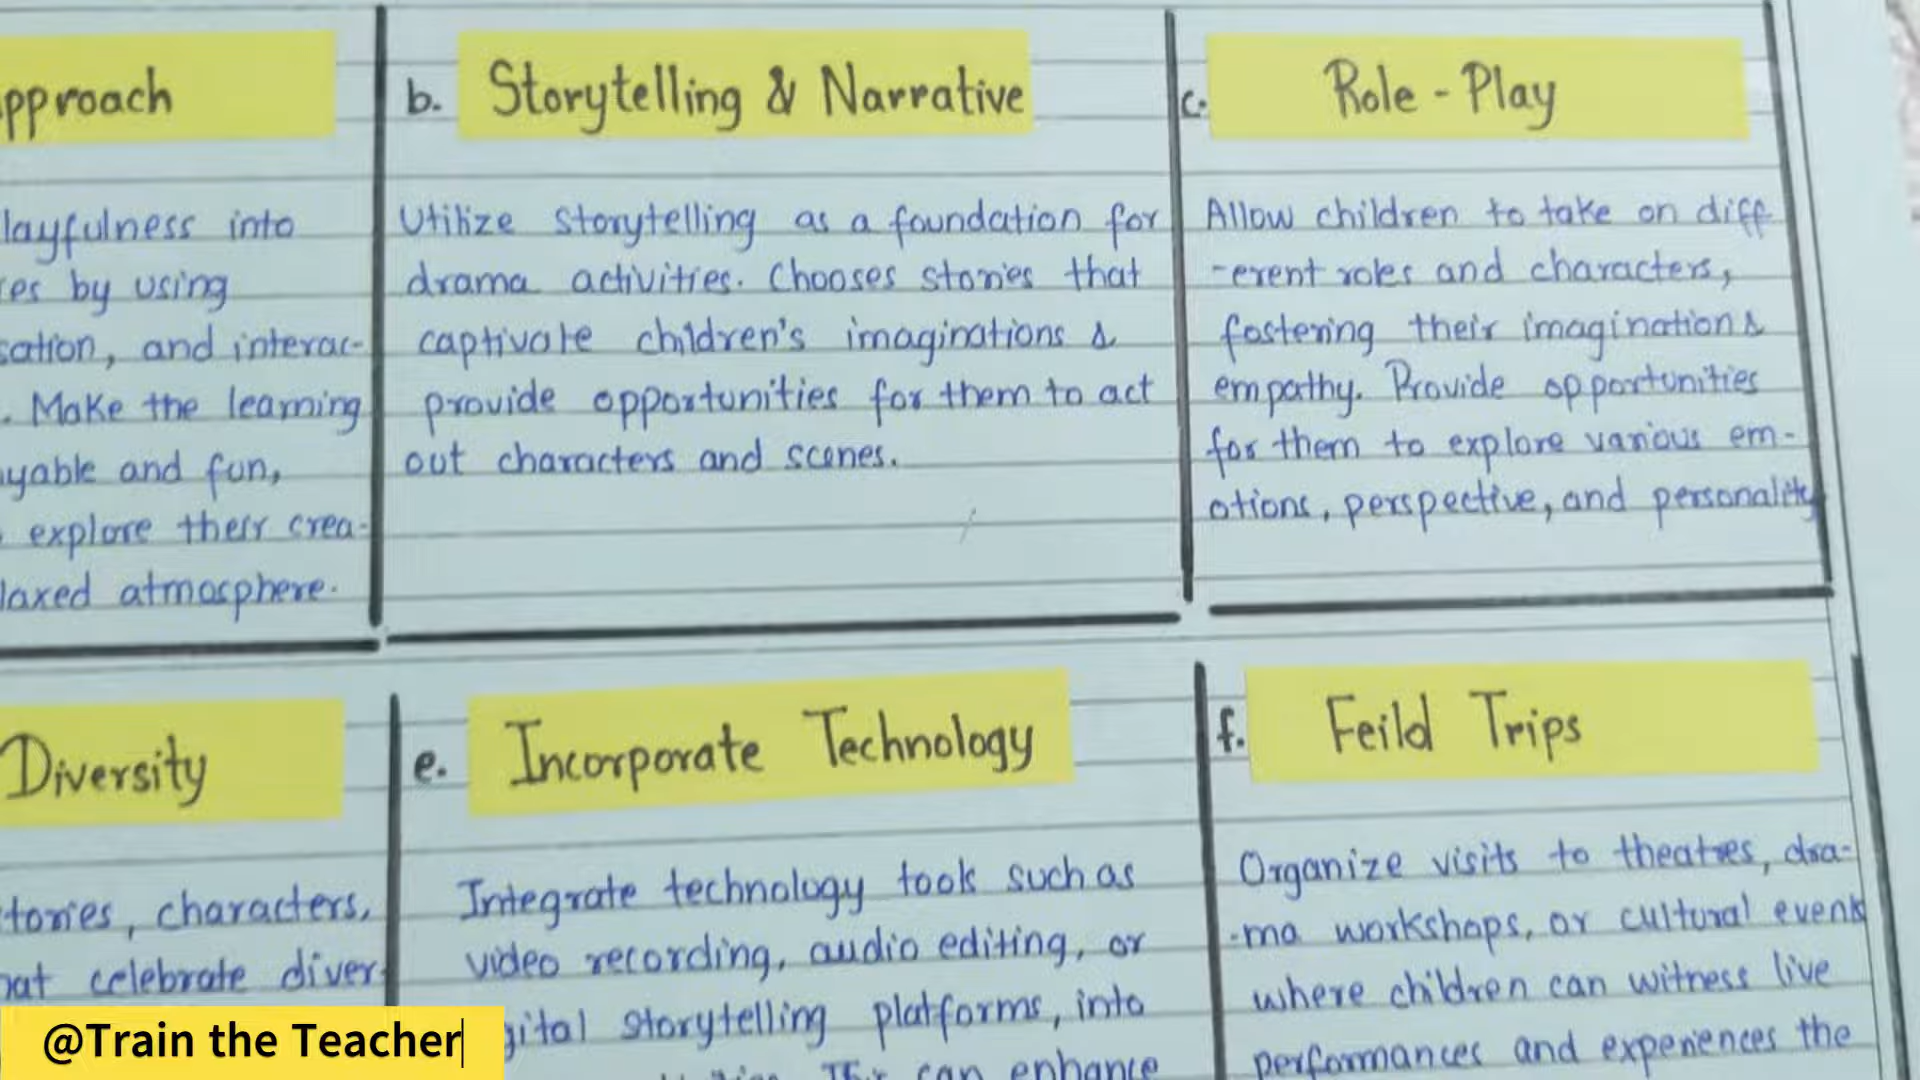 pproach
layfulness into
res by using
sation, and interac-
. Make the learning
yable and fun,
explore their crea-
laxed atmosphere.
b. Storytelling & Narrative
Utilize storytelling as a foundation for
drama activities. Chooses stories that
captivate children's imaginations &
provide opportunities for them to act
out characters and scenes.
c. Role - Play
Allow children to take on diff
-erent roles and characters,
fostering their imagination &
empathy. Provide opportunities
for them to explore various em-
otions, perspective, and personality
Diversity
tories, characters,
hat celebrate diver-
e. Incorporate Technology
Integrate technology tools such as
video recording, audio editing, or
gital storytelling platforms, into
can enhance
f. Feild Trips
Organize visits to theatres, dra-
-ma workshops, or cultural events
where children can witness live
performances and experiences the
@Train the Teacher